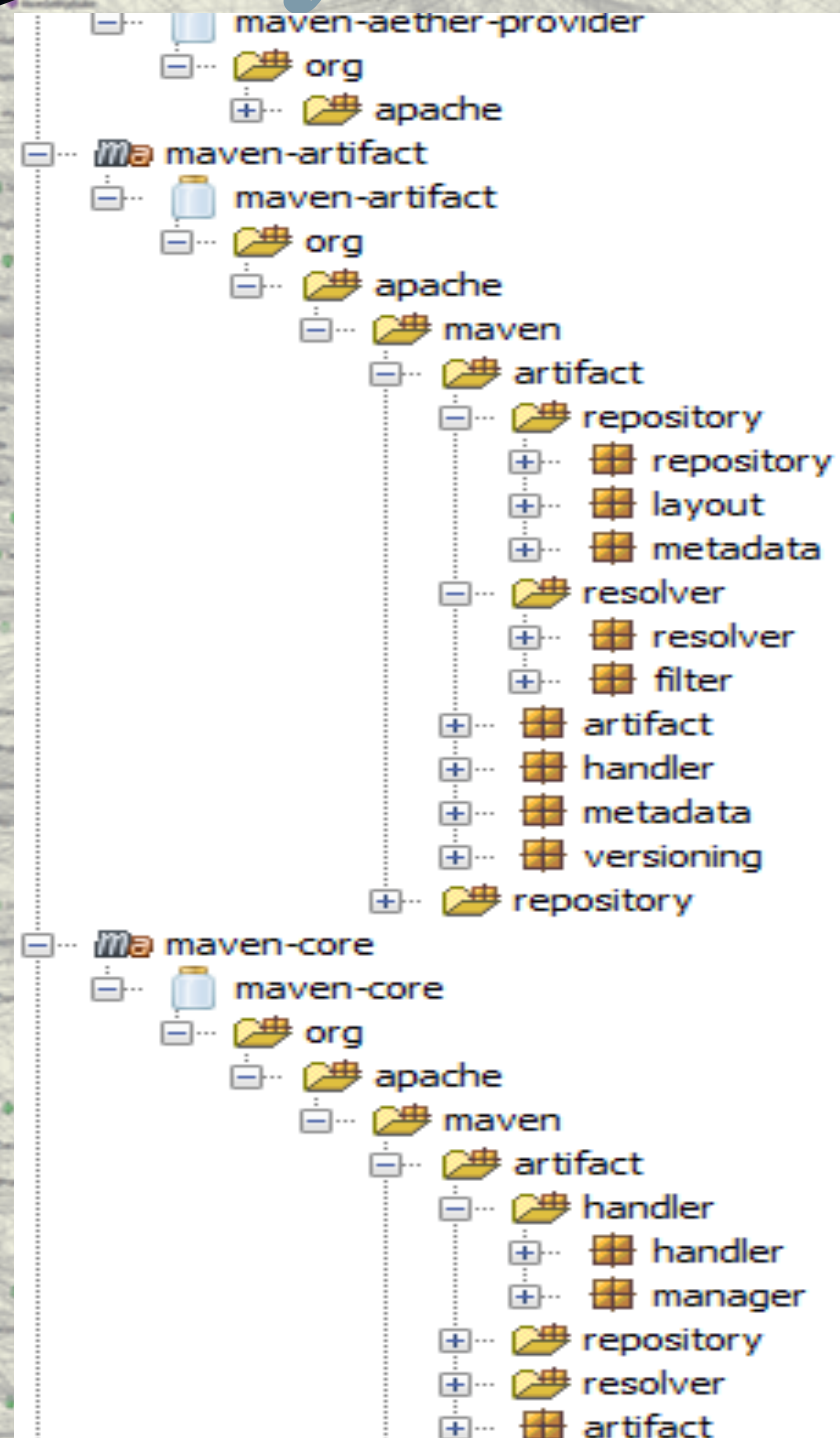 maven-aether-provider
org
apache
maven-artifact
maven-artifact
org
apache
maven
artifact
repository
repository
layout
metadata
resolver
resolver
filter
artifact
handler
metadata
versioning
repository
maven-core
maven-core
org
apache
maven
artifact
handler
handler
manager
repository
resolver
artifact